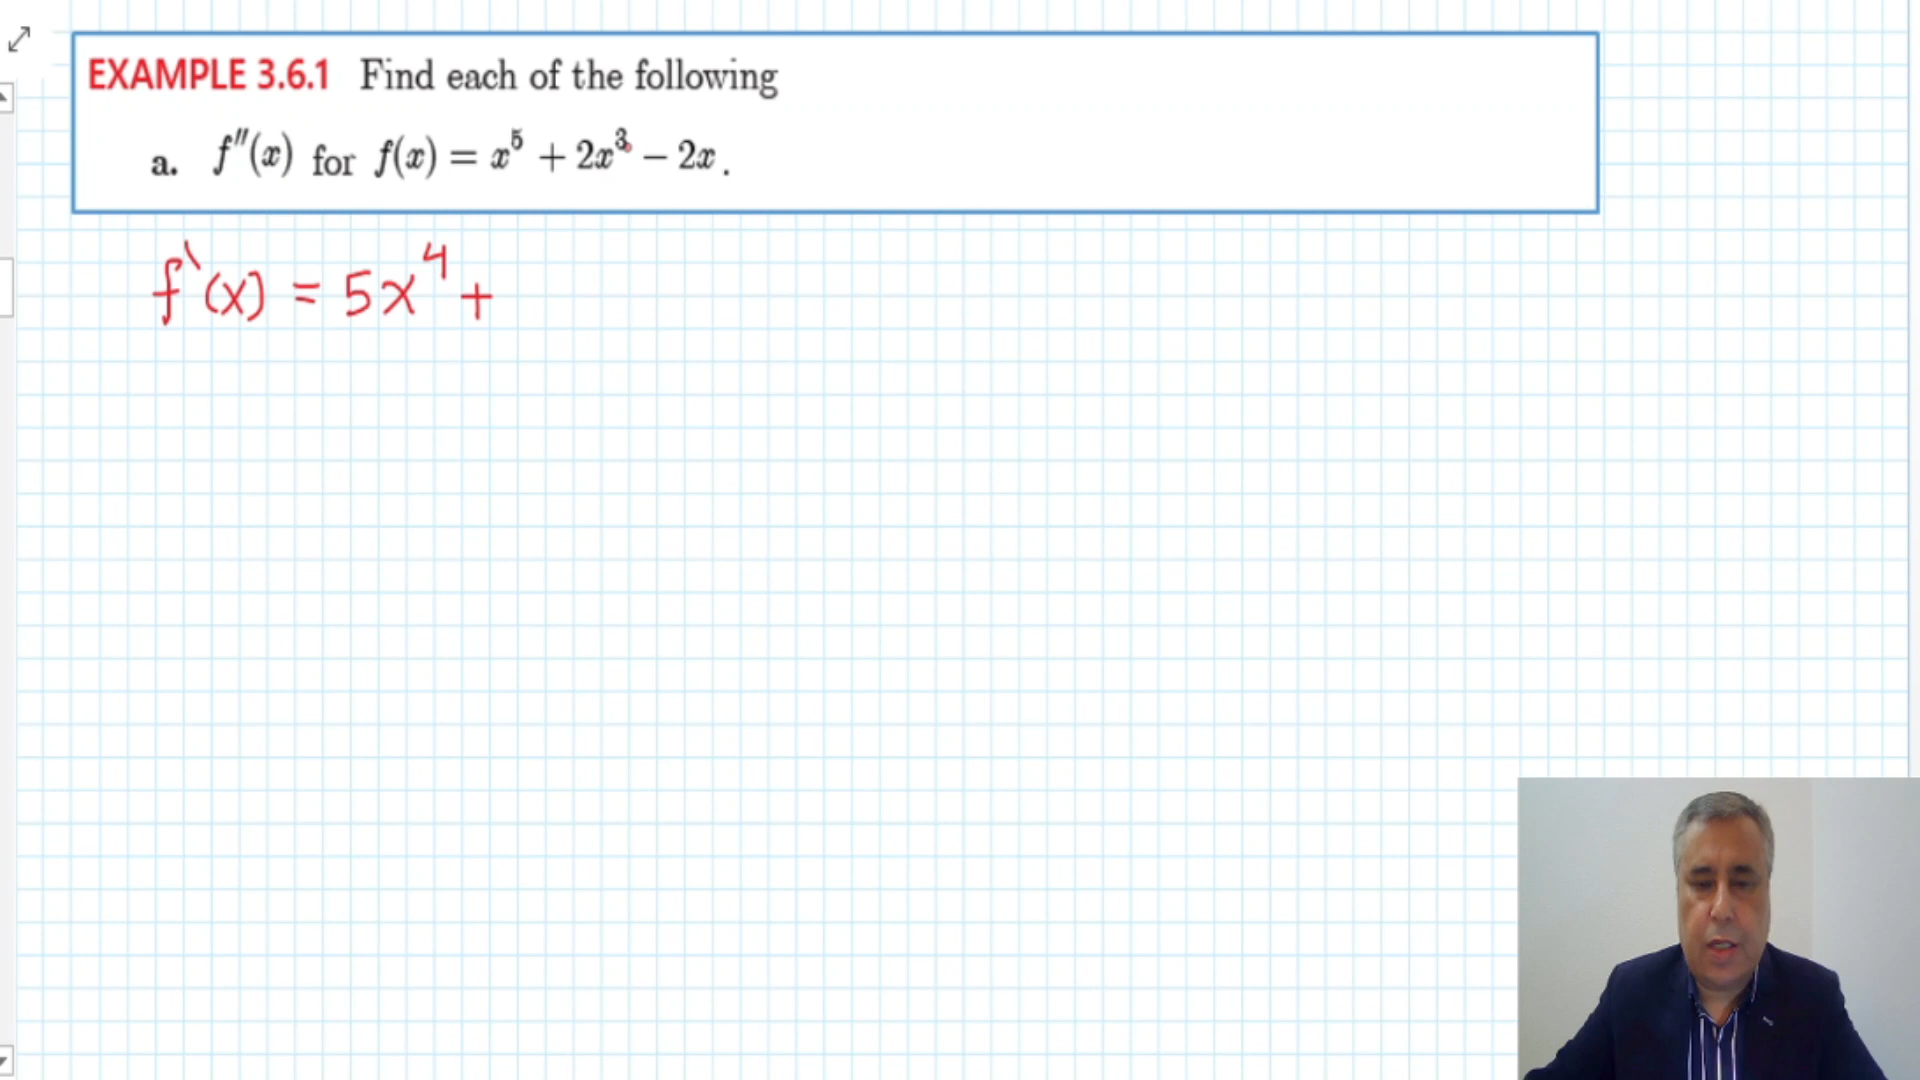 EXAMPLE 3.6.1 Find each of the following
a. f″(x) for f(x) = x⁵ + 2x³ − 2x .
f'(x) = 5x⁴ +